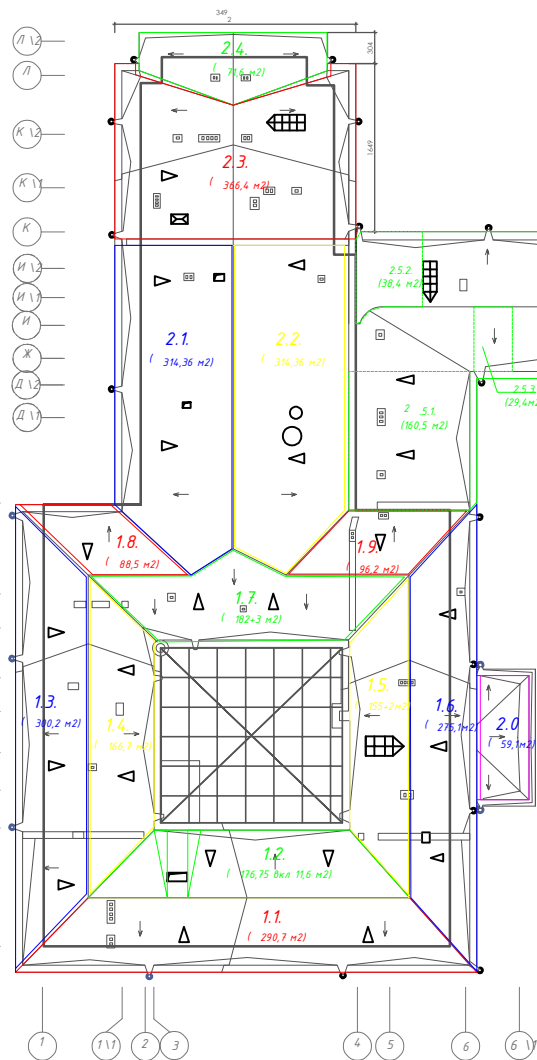 349
2
304
1649
Л \2
Л
К \2
К \1
К
И \2
И \1
И
Ж
Д \2
Д \1
2.4.
( 71,6 м2)
2.3.
( 366,4 м2)
2.5.2.
(38,4 м2)
2.1.
( 314,36 м2)
2.2.
( 314,36 м2)
2.5.3.
(29,4м2)
2 .5.1.
(160,5 м2)
1.8.
( 88,5 м2)
1.9.
( 96,2 м2)
1.7.
( 182+3 м2)
1.3.
( 300,2 м2)
1.4.
( 166,7 м2)
1.5.
1.6.
( 275,1м2)
2.0
( 59,1м2)
1.2.
( 176,75 вкл 11,6 м2)
1.1.
( 290,7 м2)
1
1\1
2
3
4
5
6
6 \1